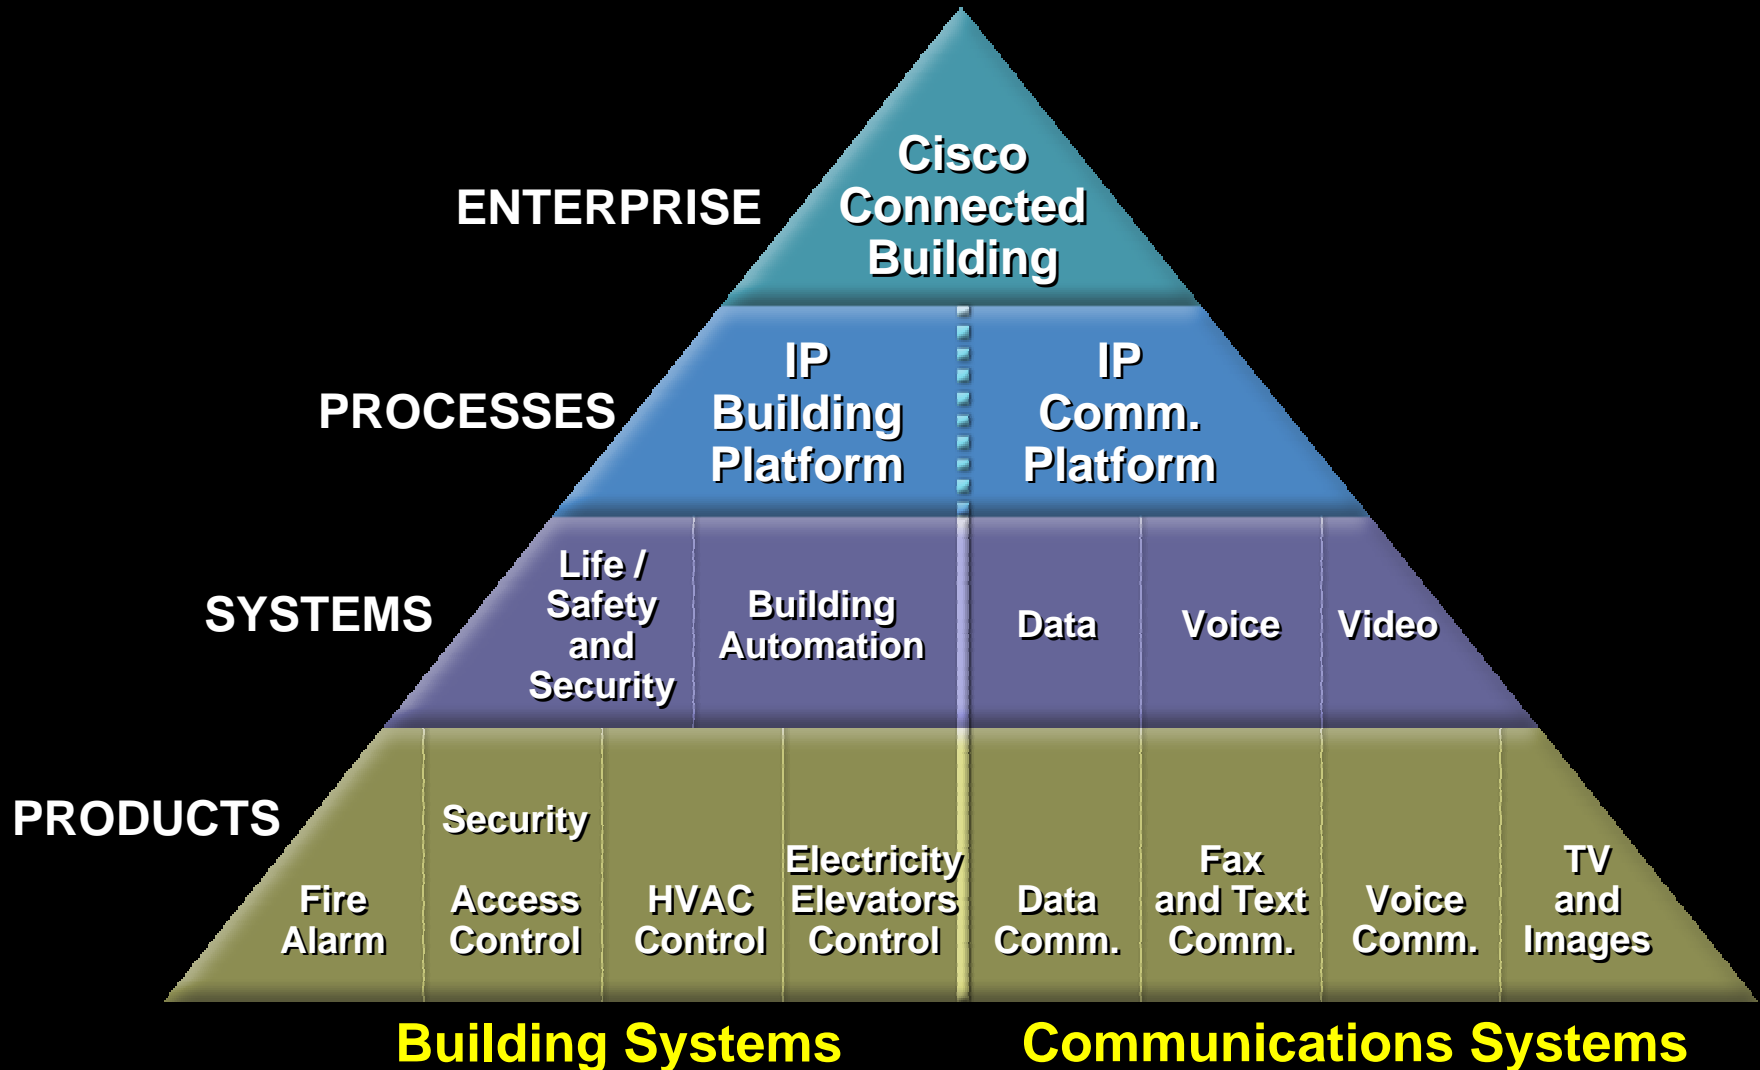 Cisco
Connected
Building
ENTERPRISE
IP
Building
Platform
IP
Comm.
Platform
PROCESSES
Life /
Safety
and
Security
Building
Automation
Data
Voice
Video
SYSTEMS
PRODUCTS
Fire
Alarm
Security
Access
Control
HVAC
Control
Electricity
Elevators
Control
Data
Comm.
Fax
and Text
Comm.
Voice
Comm.
TV
and
Images
Building Systems
Communications Systems